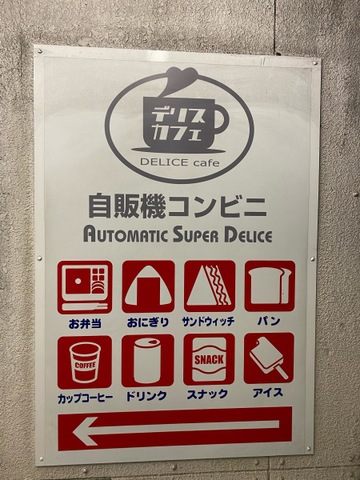 デリス
カフェ
DELICE cafe
自販機コンビニ
AUTOMATIC SUPER DELICE
お弁当 おにぎり サンドウィッチ パン
COFFEE SNACK
カップコーヒー ドリンク スナック アイス